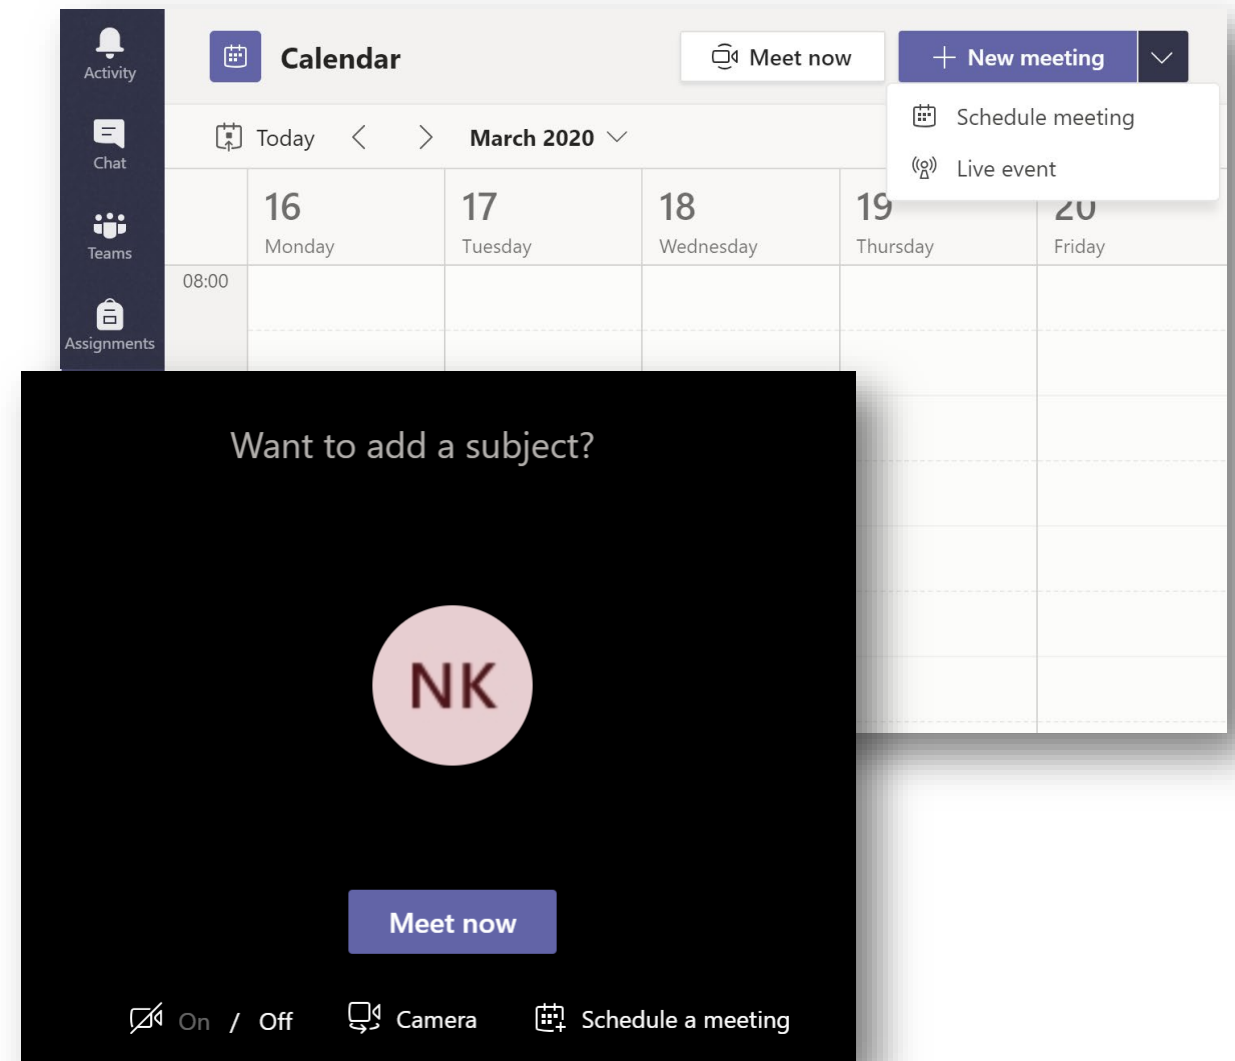 Activity
Chat
Teams
Assignments
Calendar
Meet now
New meeting
Schedule meeting
Live event
Today
March 2020
16
Monday
17
Tuesday
18
Wednesday
19
Thursday
20
Friday
08:00
Want to add a subject?
NK
Meet now
On / Off
Camera
Schedule a meeting